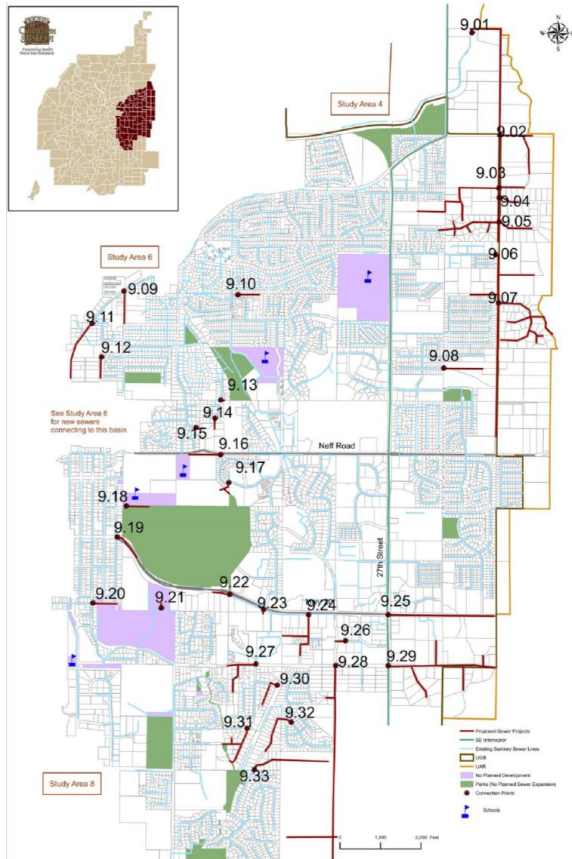 Collection
System
N
W
E
S
9.01
Study Area 4
9.02
9.03
9.04
9.05
Study Area 6
9.06
9.09
9.10
9.07
9.11
9.12
9.08
9.13
See Study Area 6
for new sewers
connecting to this basin
9.14
9.15
9.16
Neff Road
9.17
9.18
9.19
27th Street
9.20
9.21
9.22
9.23
9.24
9.25
9.26
9.27
9.28
9.29
9.30
9.31
9.32
9.33
Study Area 8
Proposed Sewer Projects
SE Interceptor
Existing Sanitary Sewer Lines
UGB
UAR
No Planned Development
Parks (No Planned Sewer Expansion)
Connection Points
Schools
0
1,000
2,000 Feet